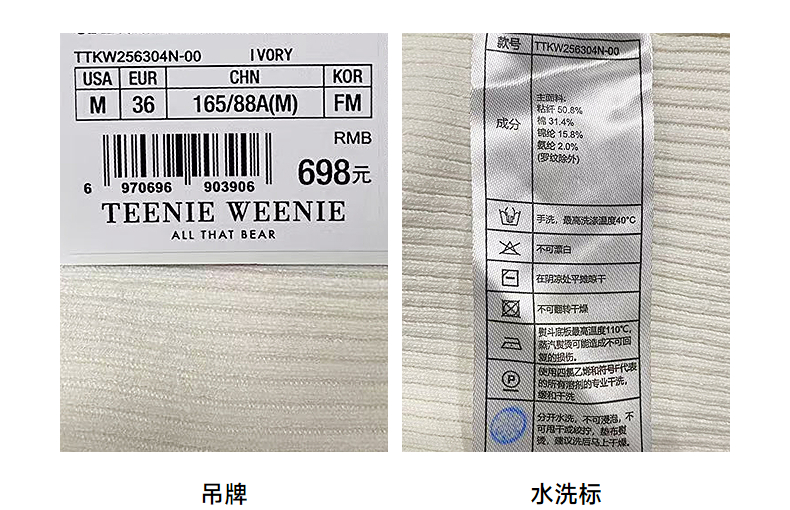 TTKW256304N-00 IVORY
USA EUR CHN KOR
M 36 165/88A(M) FM
RMB
698元
6 970696 903906
TEENIE WEENIE
ALL THAT BEAR
款号 TTKW256304N-00
成分
主面料:
粘纤 50.8%
棉 31.4%
锦纶 15.8%
氨纶 2.0%
(罗纹除外)
手洗，最高洗涤温度40°C
不可漂白
在阴凉处平摊晾干
不可翻转干燥
熨斗底板最高温度110℃,
蒸汽熨烫可能造成不可回
复的损伤。
P
使用四氯乙烯和符号F代表
的所有溶剂的专业干洗,
缓和干洗
分开水洗，不可浸泡，不
可甩干或绞拧，垫布熨
烫，建议洗后马上干燥。
吊牌
水洗标